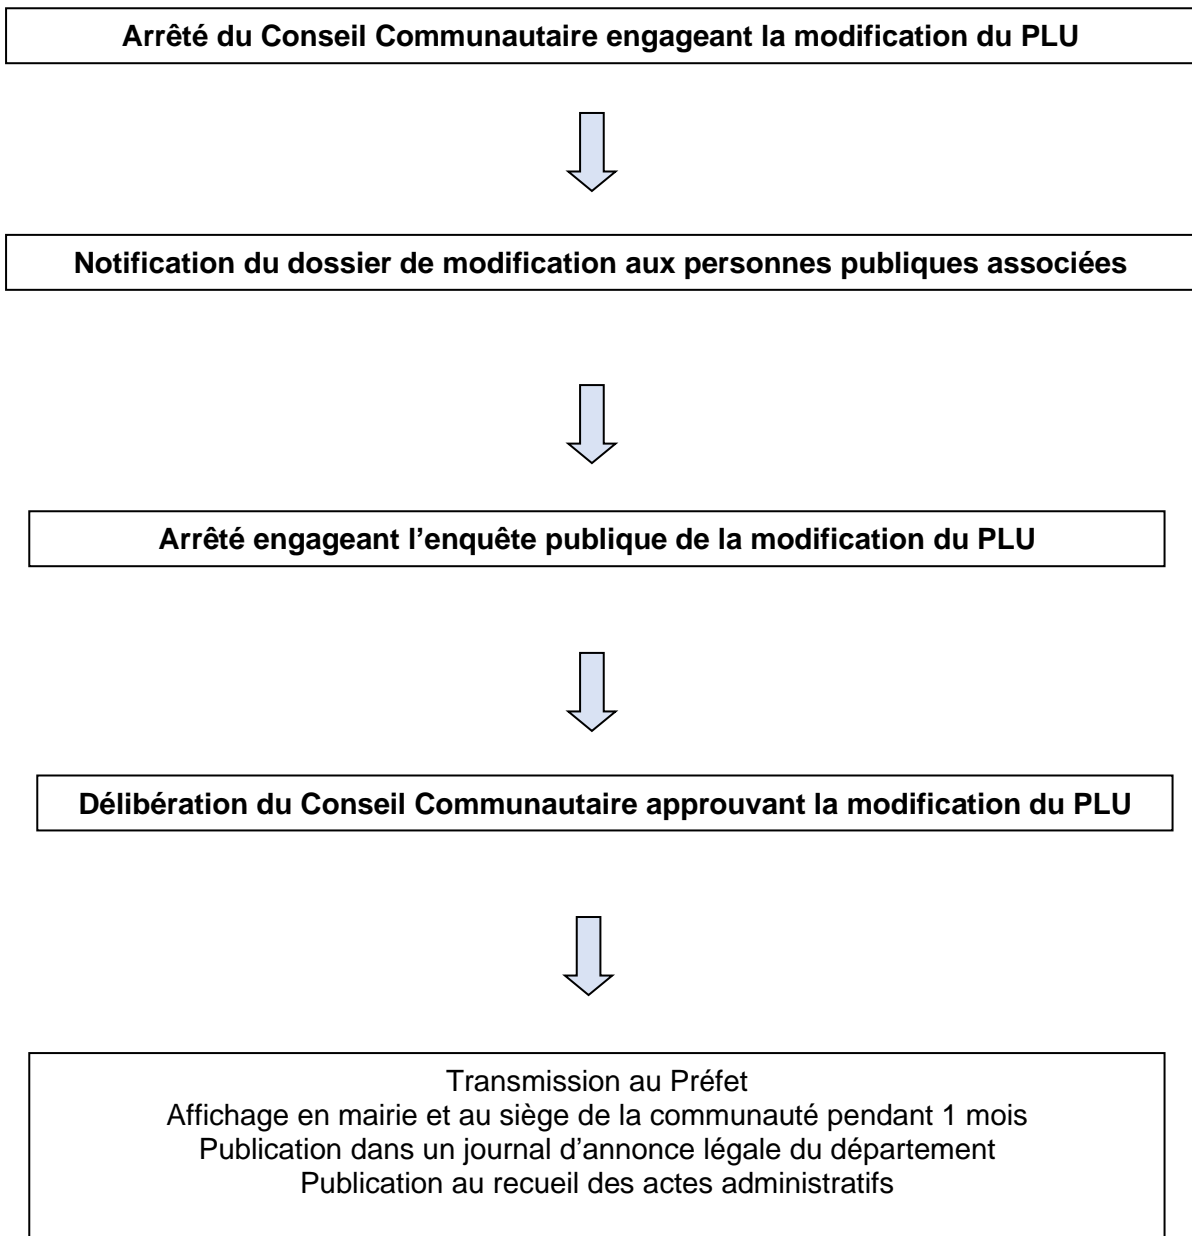 Arrêté du Conseil Communautaire engageant la modification du PLU
Notification du dossier de modification aux personnes publiques associées
Arrêté engageant l’enquête publique de la modification du PLU
Délibération du Conseil Communautaire approuvant la modification du PLU
Transmission au Préfet
Affichage en mairie et au siège de la communauté pendant 1 mois
Publication dans un journal d’annonce légale du département
Publication au recueil des actes administratifs